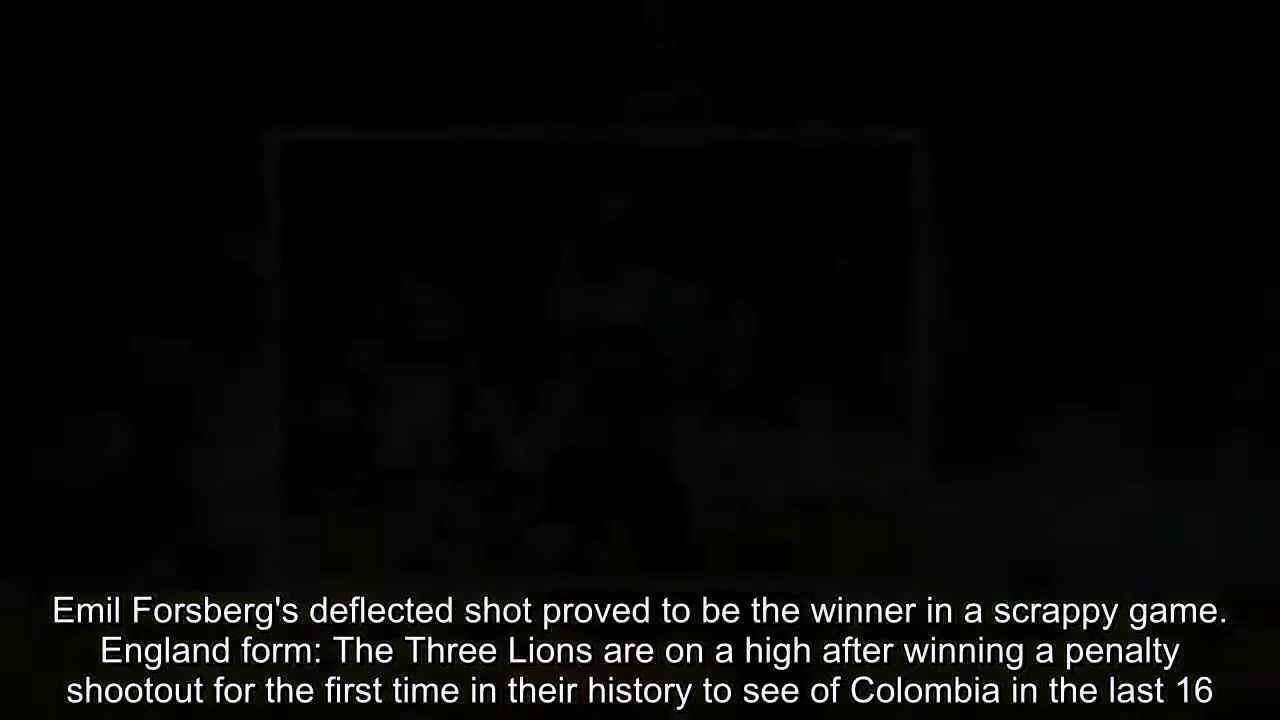 Emil Forsberg's deflected shot proved to be the winner in a scrappy game.
England form: The Three Lions are on a high after winning a penalty
shootout for the first time in their history to see of Colombia in the last 16